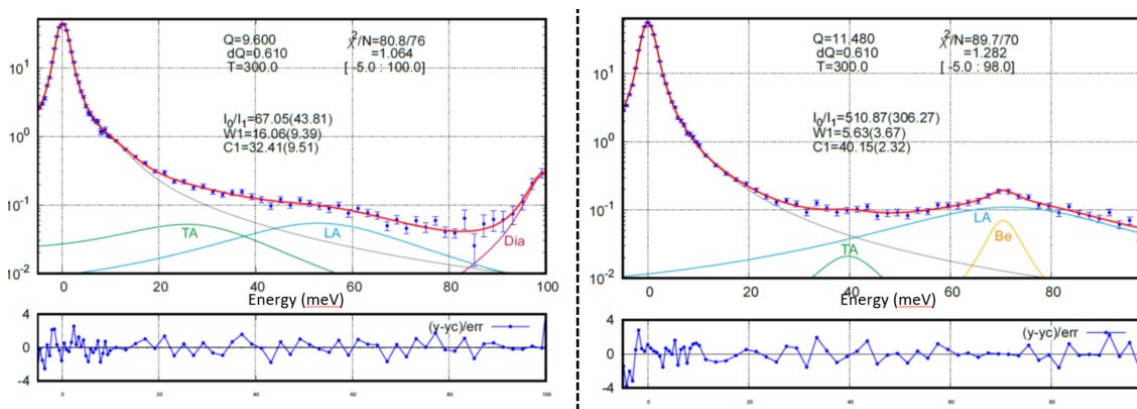 Q=9.600
dQ=0.610
T=300.0
χ²/N=80.8/76
=1.064
[ -5.0 : 100.0]
I₀/I₁=67.05(43.81)
W1=16.06(9.39)
C1=32.41(9.51)
10¹
10⁰
10⁻¹
10⁻²
TA
LA
Dia
0 20 40 60 80 100
Energy (meV)
(y-yc)/err
4
0
-4
0 20 40 60 80 100
Q=11.480
dQ=0.610
T=300.0
χ²/N=89.7/70
=1.282
[ -5.0 : 98.0]
I₀/I₁=510.87(306.27)
W1=5.63(3.67)
C1=40.15(2.32)
10¹
10⁰
10⁻¹
10⁻²
TA
LA
Be
0 20 40 60 80
Energy (meV)
(y-yc)/err
4
0
-4
0 20 40 60 80